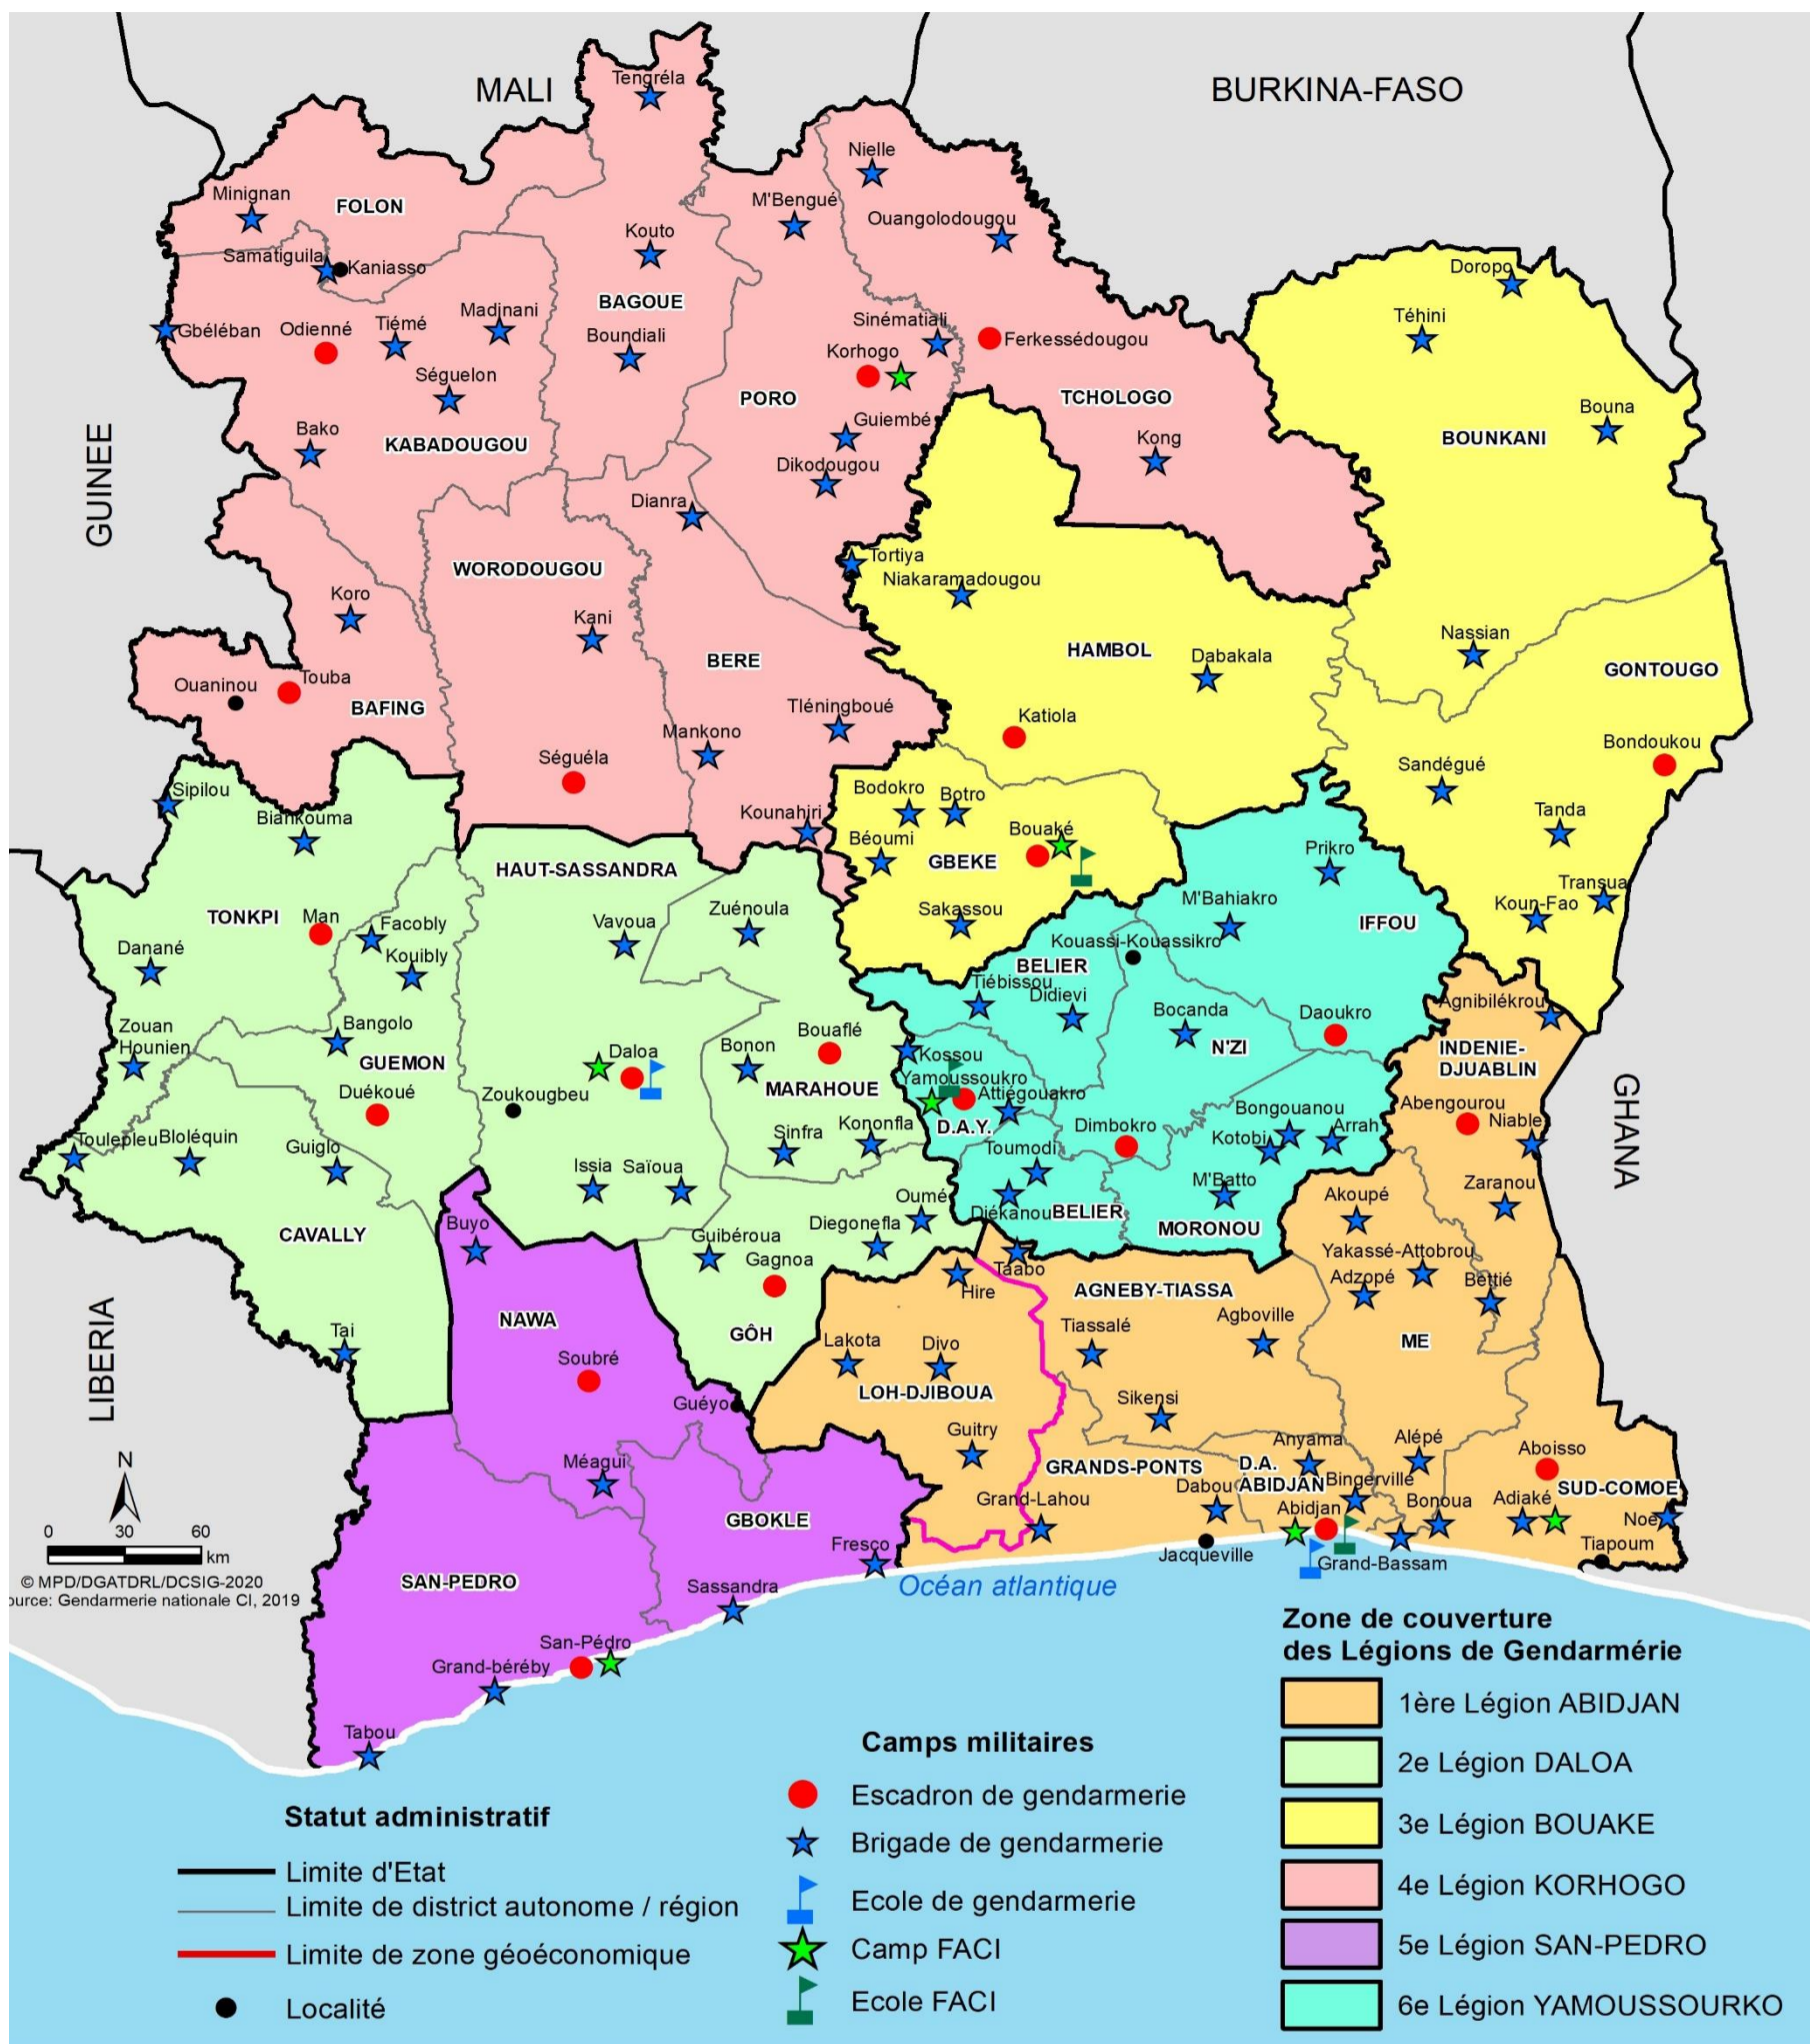 MALI
BURKINA-FASO
Tengréla
Nielle
Minignan
FOLON
M'Bengué
Ouangolodougou
Kouto
Samatiguila
Kaniasso
Doropo
BAGOUE
Gbéléban
Odienné
Tiémé
Madinani
Boundiali
Sinématiali
Ferkessédougou
Téhini
Korhogo
Séguelon
PORO
TCHOLOGO
Bouna
Bako
KABADOUGOU
Guiembé
Kong
BOUNKANI
GUINEE
Dikodougou
Dianra
WORODOUGOU
Tortiya
Niakaramadougou
Koro
Kani
BERE
HAMBOL
Dabakala
Nassian
GONTOUGO
Ouaninou
Touba
BAFING
Tléningboué
Katiola
Mankono
Séguéla
Bondoukou
Sandégué
Sipilou
Biankouma
Kounahiri
Bodokro
Botro
Tanda
Béoumi
Bouaké
GBEKE
Prikro
HAUT-SASSANDRA
TONKPI
Man
Facobly
Vavoua
Zuénoula
Sakassou
M'Bahiakro
IFFOU
Transua
Koun-Fao
Danané
Kouibly
Kouassi-Kouassikro
BELIER
Tiébissou
Didievi
Bocanda
Daoukro
Agnibilékrou
Zouan
Hounien
Bangolo
GUEMON
Bouaflé
Bonon
Daloa
MARAHOUE
Kossou
N'ZI
INDENIE-
DJUABLIN
Zoukougbeu
Yamoussoukro
Attiégouakro
D.A.Y.
Duékoué
Dimbokro
Bongouanou
Kotobi
Arrah
Abengourou
Niable
GHANA
Toulepleu
Bloléquin
Guiglo
Sinfra
Kononfla
Toumodi
Issia
Saïoua
M'Batto
Zaranou
Oumé
Diékanou
BELIER
MORONOU
Akoupé
CAVALLY
Buyo
Guibéroua
Diegonefla
Gagnoa
Taabo
Yakassé-Attobrou
Adzopé
Bettié
Hire
AGNEBY-TIASSA
LIBERIA
NAWA
GÔH
Tai
Lakota
Divo
Tiassalé
Agboville
ME
Soubré
LOH-DJIBOUA
Guéyo
Sikensi
Guitry
Anyama
Alépé
Aboisso
N
Méagui
GRANDS-PONTS
D.A.
ABIDJAN
Bingerville
Dabou
Bonoua
Adiaké
SUD-COMOE
Noé
GBOKLE
Grand-Lahou
Abidjan
0 30 60
km
Fresco
Jacqueville
Grand-Bassam
Tiapoum
© MPD/DGATDRL/DCSIG-2020
ource: Gendarmerie nationale CI, 2019
SAN-PEDRO
Sassandra
Océan atlantique
San-Pédro
Grand-béréby
Tabou
Zone de couverture
des Légions de Gendarmérie
1ère Légion ABIDJAN
2e Légion DALOA
3e Légion BOUAKE
4e Légion KORHOGO
5e Légion SAN-PEDRO
6e Légion YAMOUSSOURKO
Camps militaires
Escadron de gendarmerie
Brigade de gendarmerie
Ecole de gendarmerie
Camp FACI
Ecole FACI
Statut administratif
Limite d'Etat
Limite de district autonome / région
Limite de zone géoéconomique
Localité